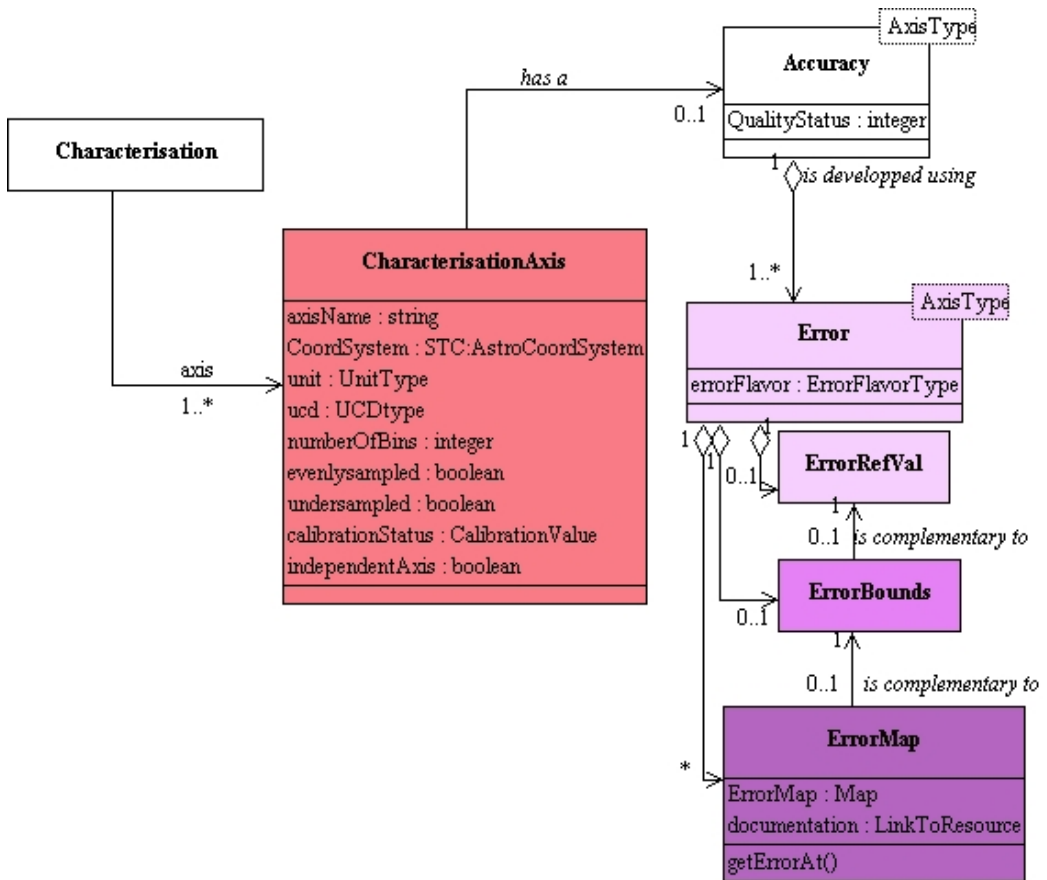 AxisType
Accuracy
has a
0..1
QualityStatus : integer
1
is developped using
Characterisation
CharacterisationAxis
axisName : string
CoordSystem : STC:AstroCoordSystem
unit : UnitType
ucd : UCDtype
numberOfBins : integer
evenlysampled : boolean
undersampled : boolean
calibrationStatus : CalibrationValue
independentAxis : boolean
axis
1..*
1..*
AxisType
Error
errorFlavor : ErrorFlavorType
1
1
1
0..1
ErrorRefVal
1
0..1
is complementary to
ErrorBounds
0..1
1
0..1
is complementary to
ErrorMap
*
ErrorMap : Map
documentation : LinkToResource
getErrorAt()